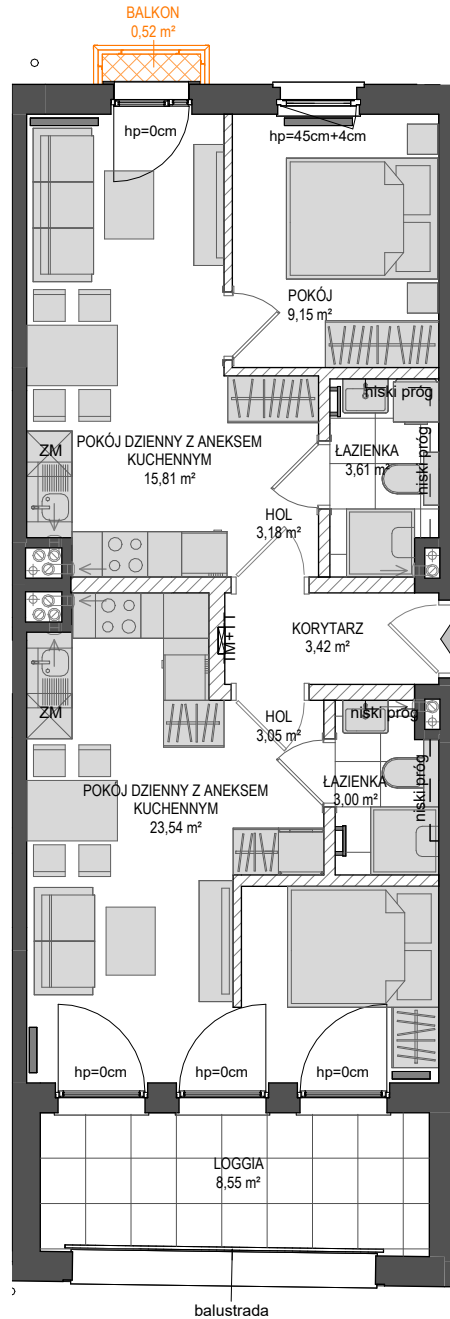 BALKON
0,52 m²
hp=0cm
hp=45cm+4cm
POKÓJ
9,15 m²
niski próg
ZM
POKÓJ DZIENNY Z ANEKSEM
KUCHENNYM
15,81 m²
ŁAZIENKA
3,61 m²
niski próg
HOL
3,18 m²
TM+TT
KORYTARZ
3,42 m²
ZM
HOL
3,05 m²
niski próg
niski próg
ŁAZIENKA
3,00 m²
POKÓJ DZIENNY Z ANEKSEM
KUCHENNYM
23,54 m²
hp=0cm
hp=0cm
hp=0cm
LOGGIA
8,55 m²
balustrada